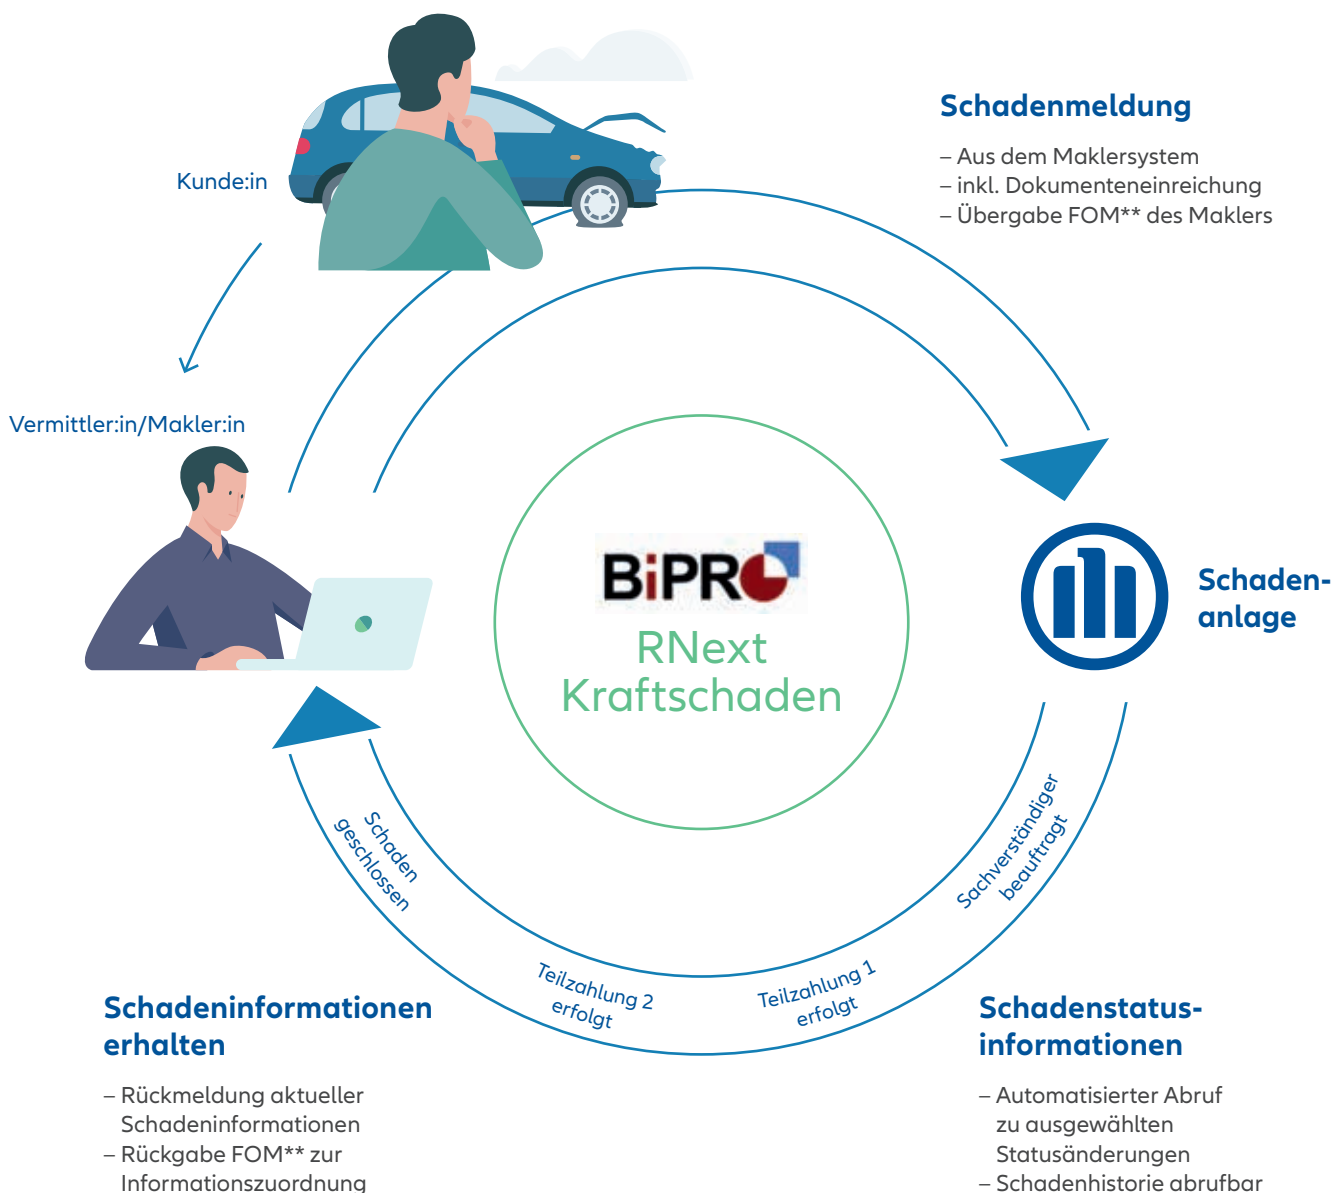 Kunde:in
Schadenmeldung
– Aus dem Maklersystem
– inkl. Dokumenteneinreichung
– Übergabe FOM** des Maklers
Vermittler:in/Makler:in
BiPRO
RNext
Kraftschaden
Schaden-
anlage
Sachverständiger
beauftragt
Teilzahlung 1
erfolgt
Teilzahlung 2
erfolgt
Schaden
geschlossen
Schadeninformationen
erhalten
– Rückmeldung aktueller
Schadeninformationen
– Rückgabe FOM** zur
Informationszuordnung
Schadenstatus-
informationen
– Automatisierter Abruf
zu ausgewählten
Statusänderungen
– Schadenhistorie abrufbar